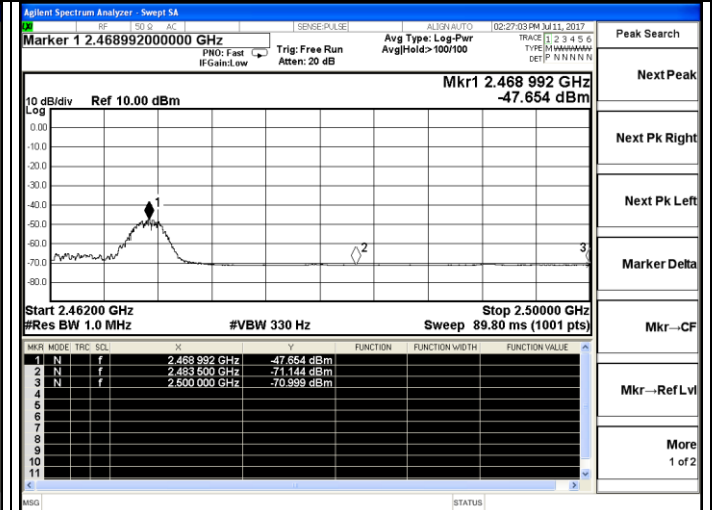 Agilent Spectrum Analyzer - Swept SA
RF 50 Ω AC SENSE:PULSE ALIGN AUTO 02:27:03 PM Jul 11, 2017
Marker 1 2.468992000000 GHz
PNO: Fast
IFGain:Low
Trig: Free Run
Atten: 20 dB
Avg Type: Log-Pwr
Avg|Hold:> 100/100
TRACE 1 2 3 4 5 6
TYPE M
DET P N N N N N
Peak Search
Mkr1 2.468 992 GHz
-47.654 dBm
10 dB/div Ref 10.00 dBm
Log
0.00
-10.0
-20.0
-30.0
-40.0
-50.0
-60.0
-70.0
-80.0
1
2
3
Start 2.46200 GHz Stop 2.50000 GHz
#Res BW 1.0 MHz #VBW 330 Hz Sweep 89.80 ms (1001 pts)
MKR MODE TRC SCL X Y FUNCTION FUNCTION WIDTH FUNCTION VALUE
1 N f 2.468 992 GHz -47.654 dBm
2 N f 2.483 500 GHz -71.144 dBm
3 N f 2.500 000 GHz -70.999 dBm
4
5
6
7
8
9
10
11
MSG STATUS
Next Peak
Next Pk Right
Next Pk Left
Marker Delta
Mkr→CF
Mkr→Ref Lvl
More
1 of 2